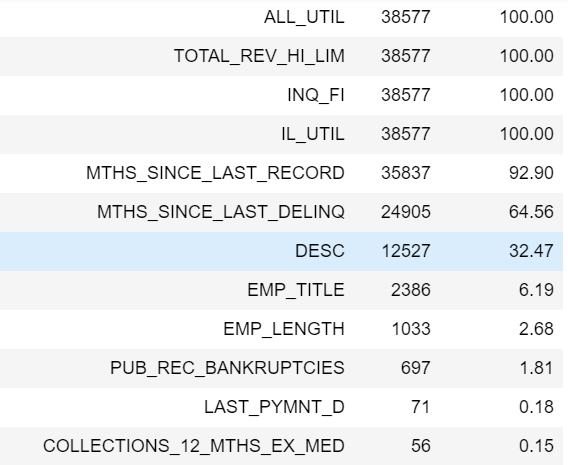 ALL_UTIL 38577 100.00
TOTAL_REV_HI_LIM 38577 100.00
INQ_FI 38577 100.00
IL_UTIL 38577 100.00
MTHS_SINCE_LAST_RECORD 35837 92.90
MTHS_SINCE_LAST_DELINQ 24905 64.56
DESC 12527 32.47
EMP_TITLE 2386 6.19
EMP_LENGTH 1033 2.68
PUB_REC_BANKRUPTCIES 697 1.81
LAST_PYMNT_D 71 0.18
COLLECTIONS_12_MTHS_EX_MED 56 0.15